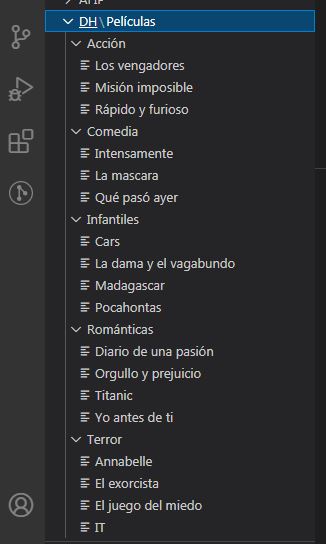 DH\Películas
Acción
Los vengadores
Misión imposible
Rápido y furioso
Comedia
Intensamente
La mascara
Qué pasó ayer
Infantiles
Cars
La dama y el vagabundo
Madagascar
Pocahontas
Románticas
Diario de una pasión
Orgullo y prejuicio
Titanic
Yo antes de ti
Terror
Annabelle
El exorcista
El juego del miedo
IT